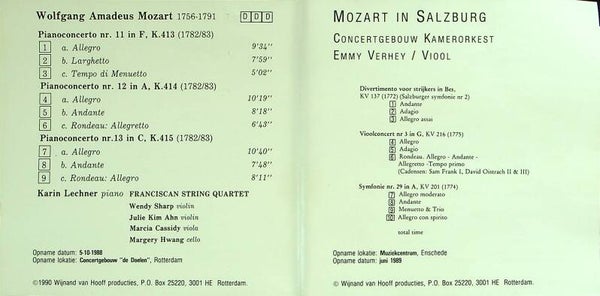 Wolfgang Amadeus Mozart 1756-1791 D D D
Pianoconcerto nr. 11 in F, K.413 (1782/83)
1 a. Allegro 9'34"
2 b. Larghetto 7'59"
3 c. Tempo di Menuetto 5'02"
Pianoconcerto nr. 12 in A, K.414 (1782/83)
4 a. Allegro 10'19"
5 b. Andante 8'18"
6 c. Rondeau: Allegretto 6'43"
Pianoconcerto nr.13 in C, K.415 (1782/83)
7 a. Allegro 10'40"
8 b. Andante 7'48"
9 c. Rondeau: Allegro 8'11"
Karin Lechner piano FRANCISCAN STRING QUARTET
Wendy Sharp violin
Julie Kim Ahn violin
Marcia Cassidy viola
Margery Hwang cello
Opname datum: 5-10-1988
Opname lokatie: Concertgebouw "de Doelen", Rotterdam
©1990 Wijnand van Hooff producties, P.O. Box 25220, 3001 HE Rotterdam.
MOZART IN SALZBURG
CONCERTGEBOUW KAMERORKEST
EMMY VERHEY / VIOOL
Divertimento voor strijkers in Bes,
KV 137 (1772) (Salzburger symfonie nr 2)
1 Andante
2 Adagio
3 Allegro assai
Vioolconcert nr 3 in G, KV 216 (1775)
4 Allegro
5 Adagio
6 Rondeau. Allegro - Andante -
Allegretto -Tempo primo
(Cadensen: Sam Frank I, David Oistrach II & III)
Symfonie nr. 29 in A, KV 201 (1774)
7 Allegro moderato
8 Andante
9 Menuetto & Trio
10 Allegro con spirito
total time
Opname lokatie: Muziekcentrum, Enschede
Opname datum: juni 1989
©1990 Wijnand van Hooff producties, P.O. Box 25220, 3001 HE Rotterdam.